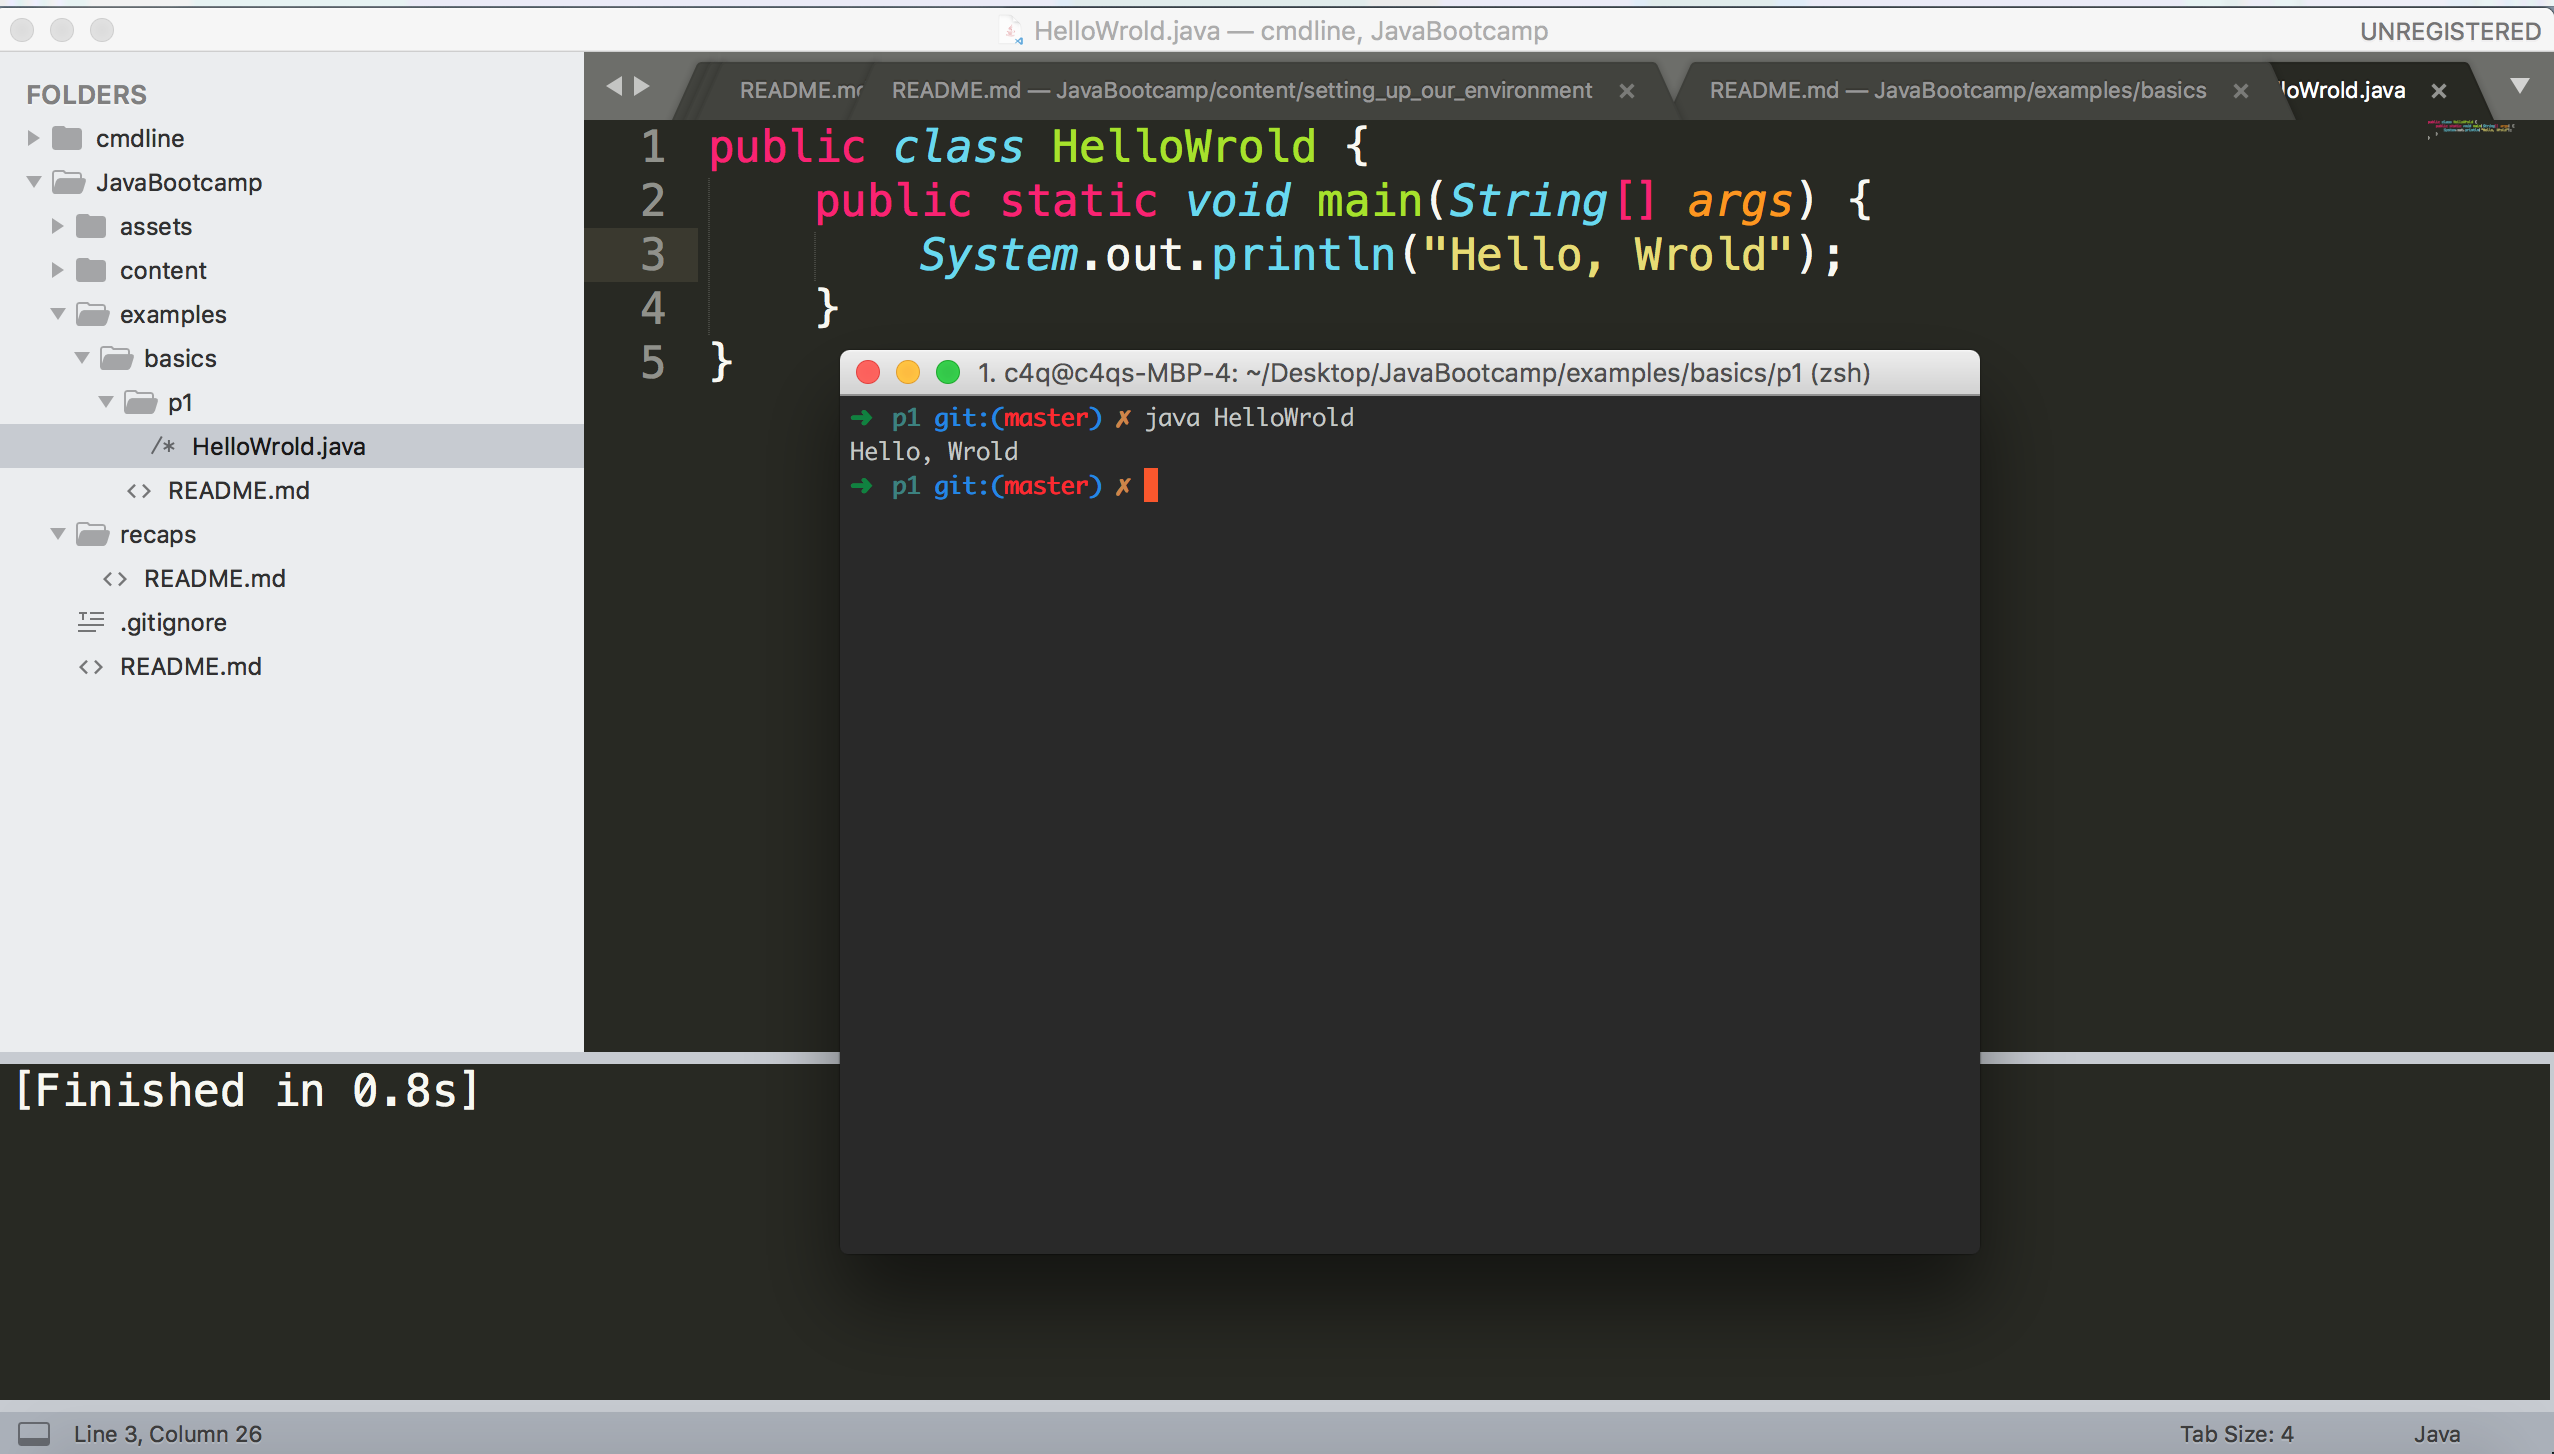 HelloWrold.java — cmdline, JavaBootcamp
UNREGISTERED
FOLDERS
cmdline
JavaBootcamp
assets
content
examples
basics
p1
/* HelloWrold.java
<> README.md
recaps
<> README.md
.gitignore
<> README.md
README.m
README.md — JavaBootcamp/content/setting_up_our_environment ×
README.md — JavaBootcamp/examples/basics ×
loWrold.java ×
1 public class HelloWrold {
2 public static void main(String[] args) {
3 System.out.println("Hello, Wrold");
4 }
5 }
1. c4q@c4qs-MBP-4: ~/Desktop/JavaBootcamp/examples/basics/p1 (zsh)
➜ p1 git:(master) ✗ java HelloWrold
Hello, Wrold
➜ p1 git:(master) ✗
[Finished in 0.8s]
Line 3, Column 26
Tab Size: 4
Java